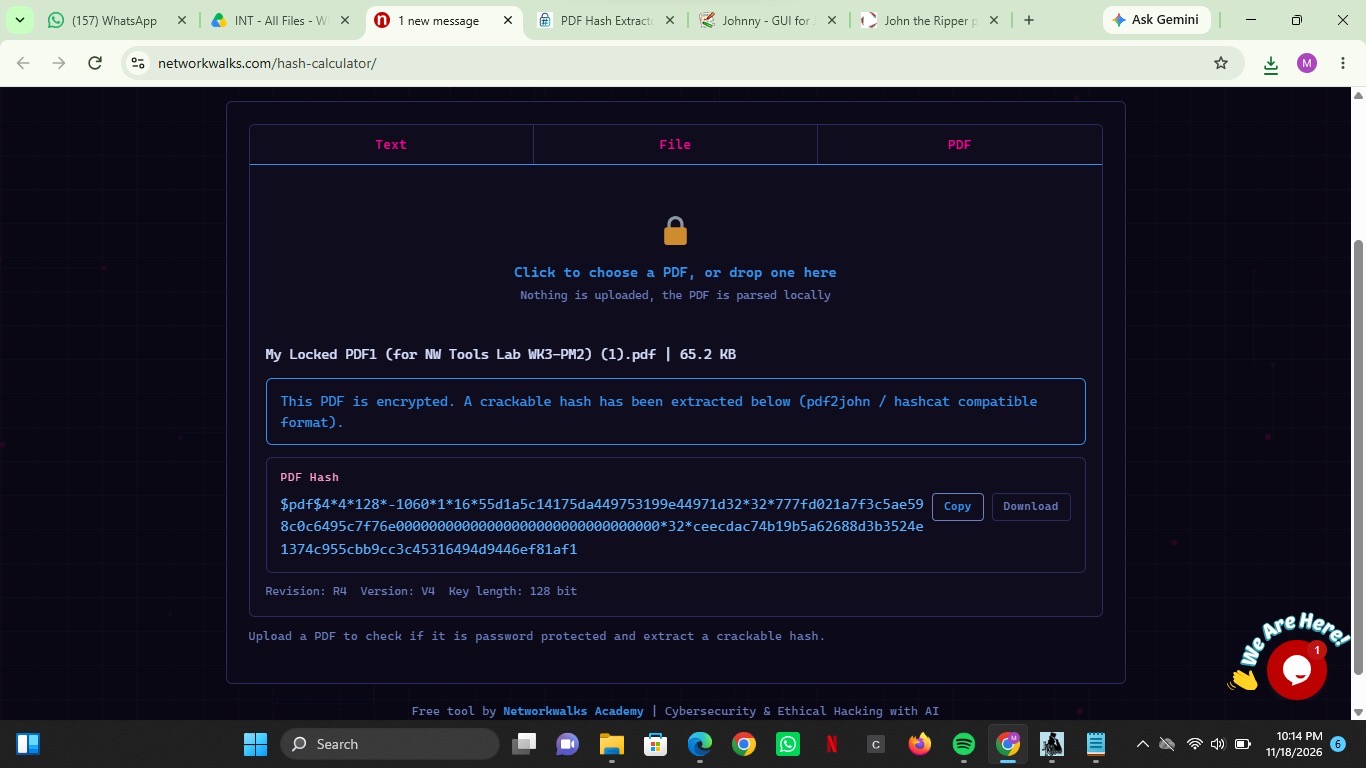 (157) WhatsApp
INT - All Files - W
1 new message
PDF Hash Extract
Johnny - GUI for
John the Ripper p
Ask Gemini
networkwalks.com/hash-calculator/
M
Text
File
PDF
Click to choose a PDF, or drop one here
Nothing is uploaded, the PDF is parsed locally
My Locked PDF1 (for NW Tools Lab WK3-PM2) (1).pdf | 65.2 KB
This PDF is encrypted. A crackable hash has been extracted below (pdf2john / hashcat compatible
format).
PDF Hash
$pdf$4*4*128*-1060*1*16*55d1a5c14175da449753199e44971d32*32*777fd021a7f3c5ae59
8c0c6495c7f76e00000000000000000000000000000000*32*ceecdac74b19b5a62688d3b3524e
1374c955cbb9cc3c45316494d9446ef81af1
Copy
Download
Revision: R4 Version: V4 Key length: 128 bit
Upload a PDF to check if it is password protected and extract a crackable hash.
We Are Here!
1
Free tool by Networkwalks Academy | Cybersecurity & Ethical Hacking with AI
Search
10:14 PM
11/18/2026
6